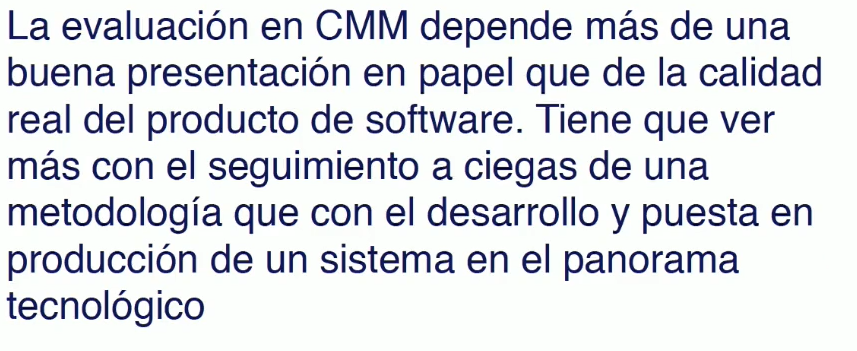 La evaluación en CMM depende más de una
buena presentación en papel que de la calidad
real del producto de software. Tiene que ver
más con el seguimiento a ciegas de una
metodología que con el desarrollo y puesta en
producción de un sistema en el panorama
tecnológico